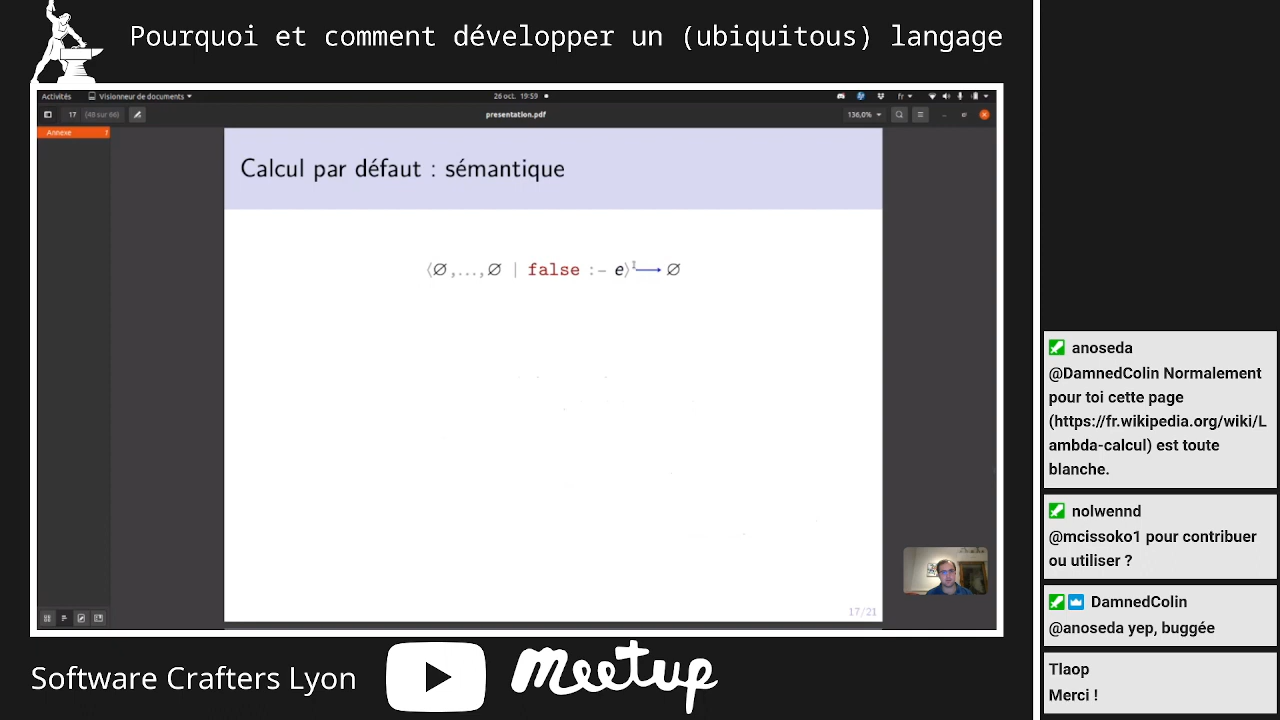 Pourquoi et comment développer un (ubiquitous) langage
Activités
Visionneur de documents
26 oct. 19:59
fr
17
(48 sur 66)
presentation.pdf
136,0%
Annexe
Calcul par défaut : sémantique
⟨∅,...,∅ | false :– e⟩ ⟶ ∅
17/21
anoseda
@DamnedColin Normalement
pour toi cette page
(https://fr.wikipedia.org/wiki/L
ambda-calcul) est toute
blanche.
nolwennd
@mcissoko1 pour contribuer
ou utiliser ?
DamnedColin
@anoseda yep, buggée
Tlaop
Merci !
Software Crafters Lyon
meetup